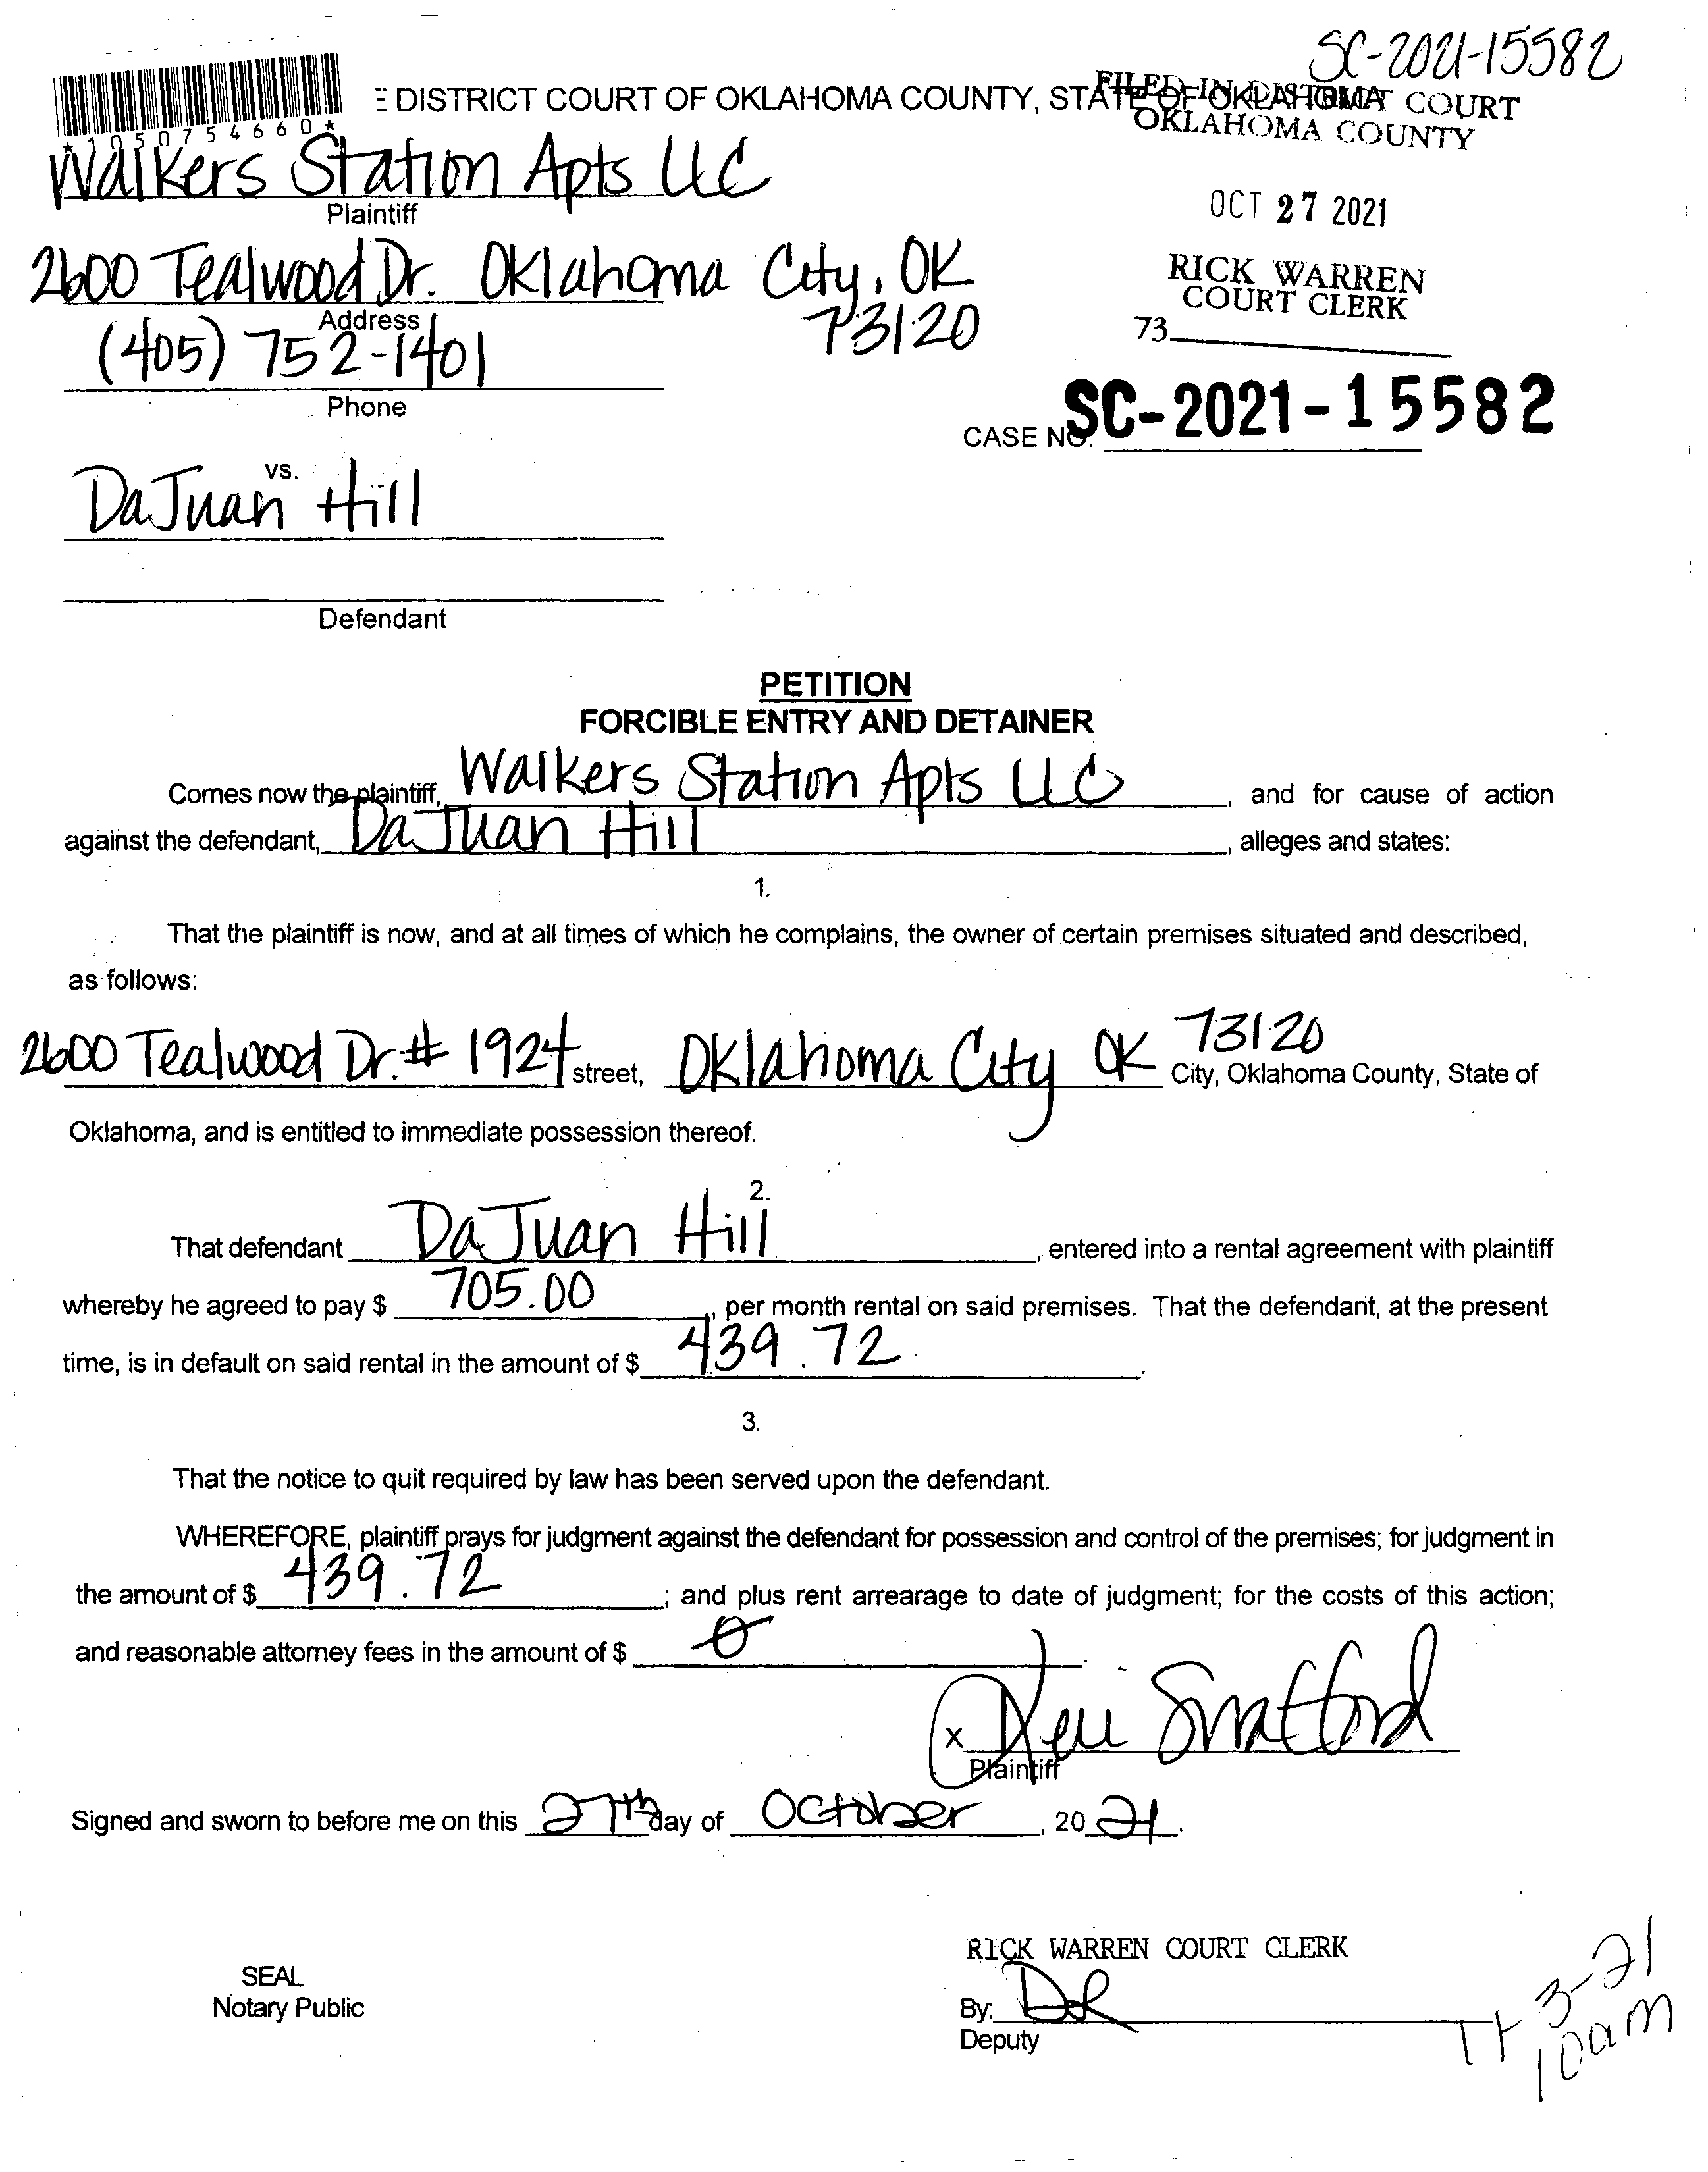 SC-2021-15582
E DISTRICT COURT OF OKLAHOMA COUNTY, STATE OF OKLAHOMA
FILED IN DISTRICT COURT
OKLAHOMA COUNTY
*1050754660*
Walkers Station Apts LLC
Plaintiff
OCT 27 2021
2600 Tealwood Dr. Oklahoma City, OK
73120
Address
RICK WARREN
COURT CLERK
73
(405) 752-1401
Phone
CASE NO. SC-2021-15582
vs.
DaJuan Hill
Defendant
PETITION
FORCIBLE ENTRY AND DETAINER
Comes now the plaintiff, Walkers Station Apts LLC, and for cause of action
against the defendant, DaJuan Hill, alleges and states:
1.
That the plaintiff is now, and at all times of which he complains, the owner of certain premises situated and described,
as follows:
2600 Tealwood Dr. # 1924 street, Oklahoma City OK 73120 City, Oklahoma County, State of
Oklahoma, and is entitled to immediate possession thereof.
2.
That defendant DaJuan Hill, entered into a rental agreement with plaintiff
whereby he agreed to pay $ 705.00, per month rental on said premises. That the defendant, at the present
time, is in default on said rental in the amount of $ 439.72.
3.
That the notice to quit required by law has been served upon the defendant.
WHEREFORE, plaintiff prays for judgment against the defendant for possession and control of the premises; for judgment in
the amount of $ 439.72; and plus rent arrearage to date of judgment; for the costs of this action;
and reasonable attorney fees in the amount of $ 0.
x
Plaintiff
Signed and sworn to before me on this 27th day of October, 2021.
RICK WARREN COURT CLERK
SEAL
Notary Public
By: DR
Deputy
11-3-21
10am